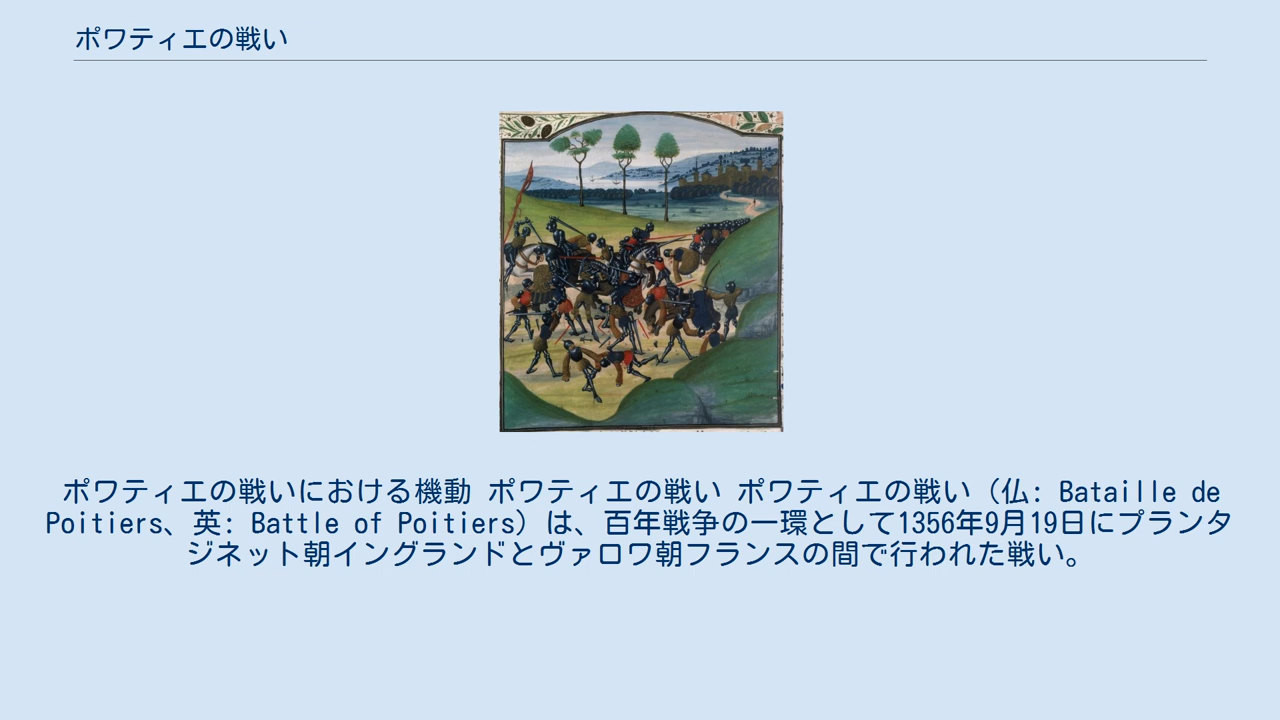 ポワティエの戦い
ポワティエの戦いにおける機動 ポワティエの戦い ポワティエの戦い（仏: Bataille de
Poitiers、英: Battle of Poitiers）は、百年戦争の一環として1356年9月19日にプランタ
ジネット朝イングランドとヴァロワ朝フランスの間で行われた戦い。